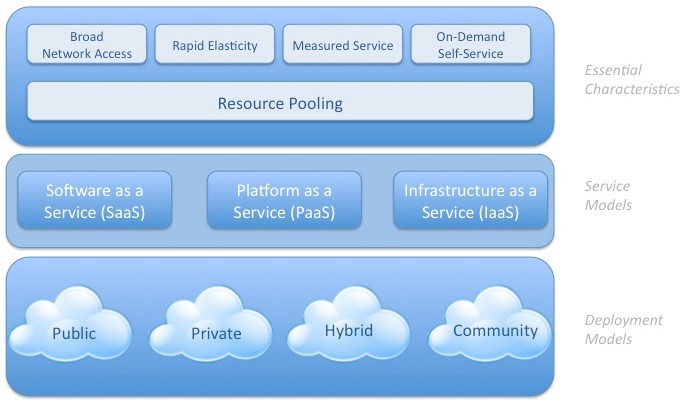 Broad
Network Access
Rapid Elasticity
Measured Service
On-Demand
Self-Service
Resource Pooling
Essential
Characteristics
Software as a
Service (SaaS)
Platform as a
Service (PaaS)
Infrastructure as a
Service (IaaS)
Service
Models
Public
Private
Hybrid
Community
Deployment
Models